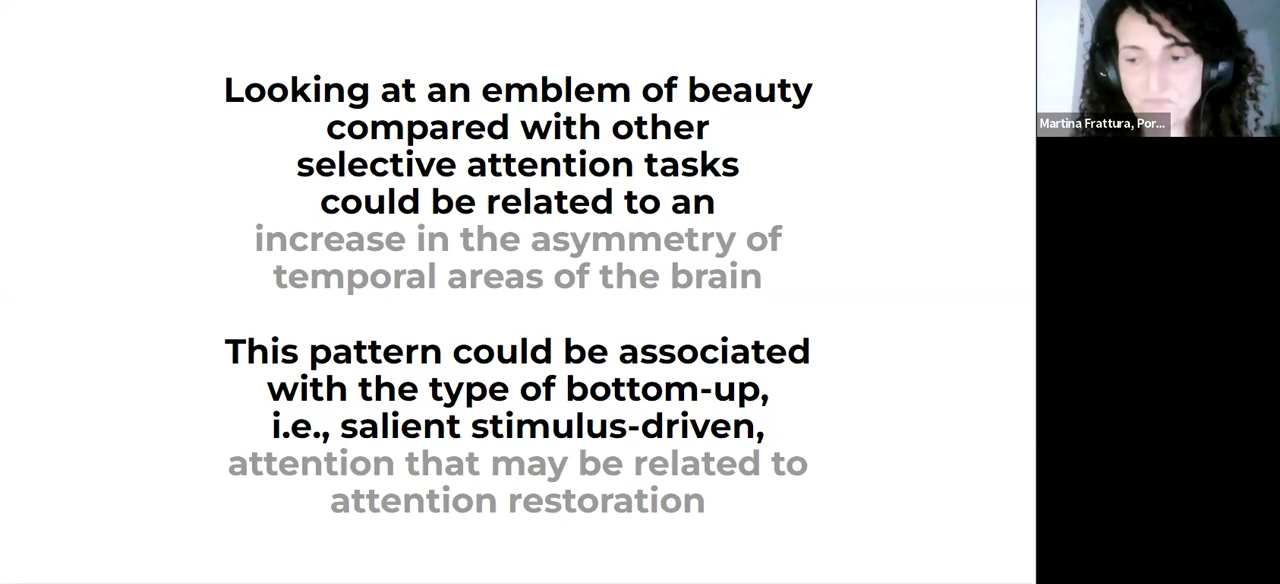 Looking at an emblem of beauty
compared with other
selective attention tasks
could be related to an
increase in the asymmetry of
temporal areas of the brain
This pattern could be associated
with the type of bottom-up,
i.e., salient stimulus-driven,
attention that may be related to
attention restoration
Martina Frattura, Por...